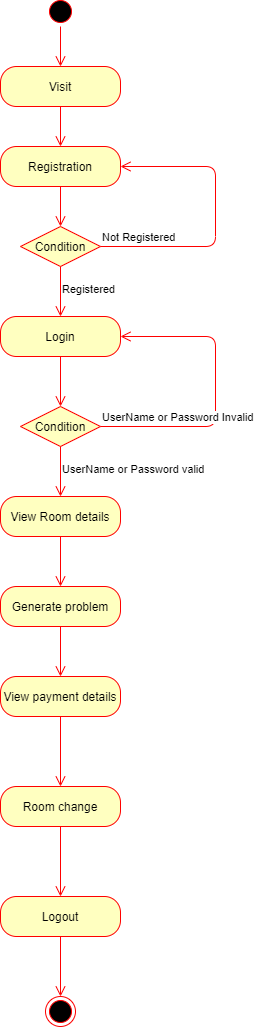 Visit
Registration
Condition
Not Registered
Registered
Login
Condition
UserName or Password Invalid
UserName or Password valid
View Room details
Generate problem
View payment details
Room change
Logout